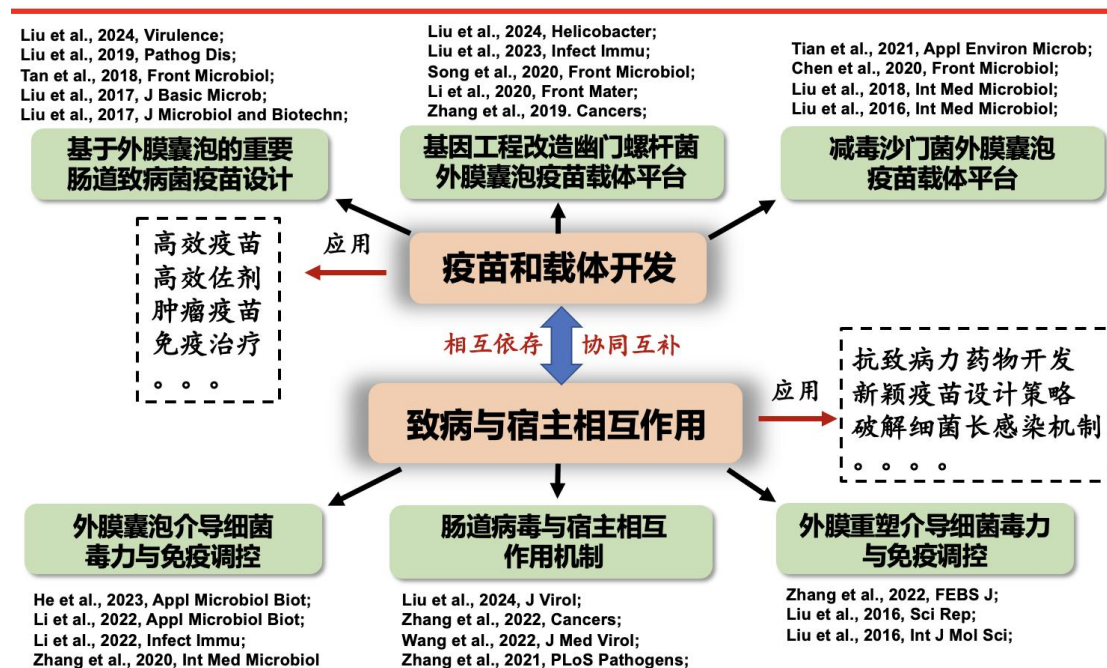 Liu et al., 2024, Virulence;
Liu et al., 2019, Pathog Dis;
Tan et al., 2018, Front Microbiol;
Liu et al., 2017, J Basic Microb;
Liu et al., 2017, J Microbiol and Biotechn;
Liu et al., 2024, Helicobacter;
Liu et al., 2023, Infect Immu;
Song et al., 2020, Front Microbiol;
Li et al., 2020, Front Mater;
Zhang et al., 2019. Cancers;
Tian et al., 2021, Appl Environ Microb;
Chen et al., 2020, Front Microbiol;
Liu et al., 2018, Int Med Microbiol;
Liu et al., 2016, Int Med Microbiol;
基于外膜囊泡的重要
肠道致病菌疫苗设计
基因工程改造幽门螺杆菌
外膜囊泡疫苗载体平台
减毒沙门菌外膜囊泡
疫苗载体平台
高效疫苗
高效佐剂
肿瘤疫苗
免疫治疗
。。。
应用
疫苗和载体开发
相互依存 协同互补
致病与宿主相互作用
应用
抗致病力药物开发
新颖疫苗设计策略
破解细菌长感染机制
。。。。
外膜囊泡介导细菌
毒力与免疫调控
肠道病毒与宿主相互
作用机制
外膜重塑介导细菌毒力
与免疫调控
He et al., 2023, Appl Microbiol Biot;
Li et al., 2022, Appl Microbiol Biot;
Li et al., 2022, Infect Immu;
Zhang et al., 2020, Int Med Microbiol
Liu et al., 2024, J Virol;
Zhang et al., 2022, Cancers;
Wang et al., 2022, J Med Virol;
Zhang et al., 2021, PLoS Pathogens;
Zhang et al., 2022, FEBS J;
Liu et al., 2016, Sci Rep;
Liu et al., 2016, Int J Mol Sci;